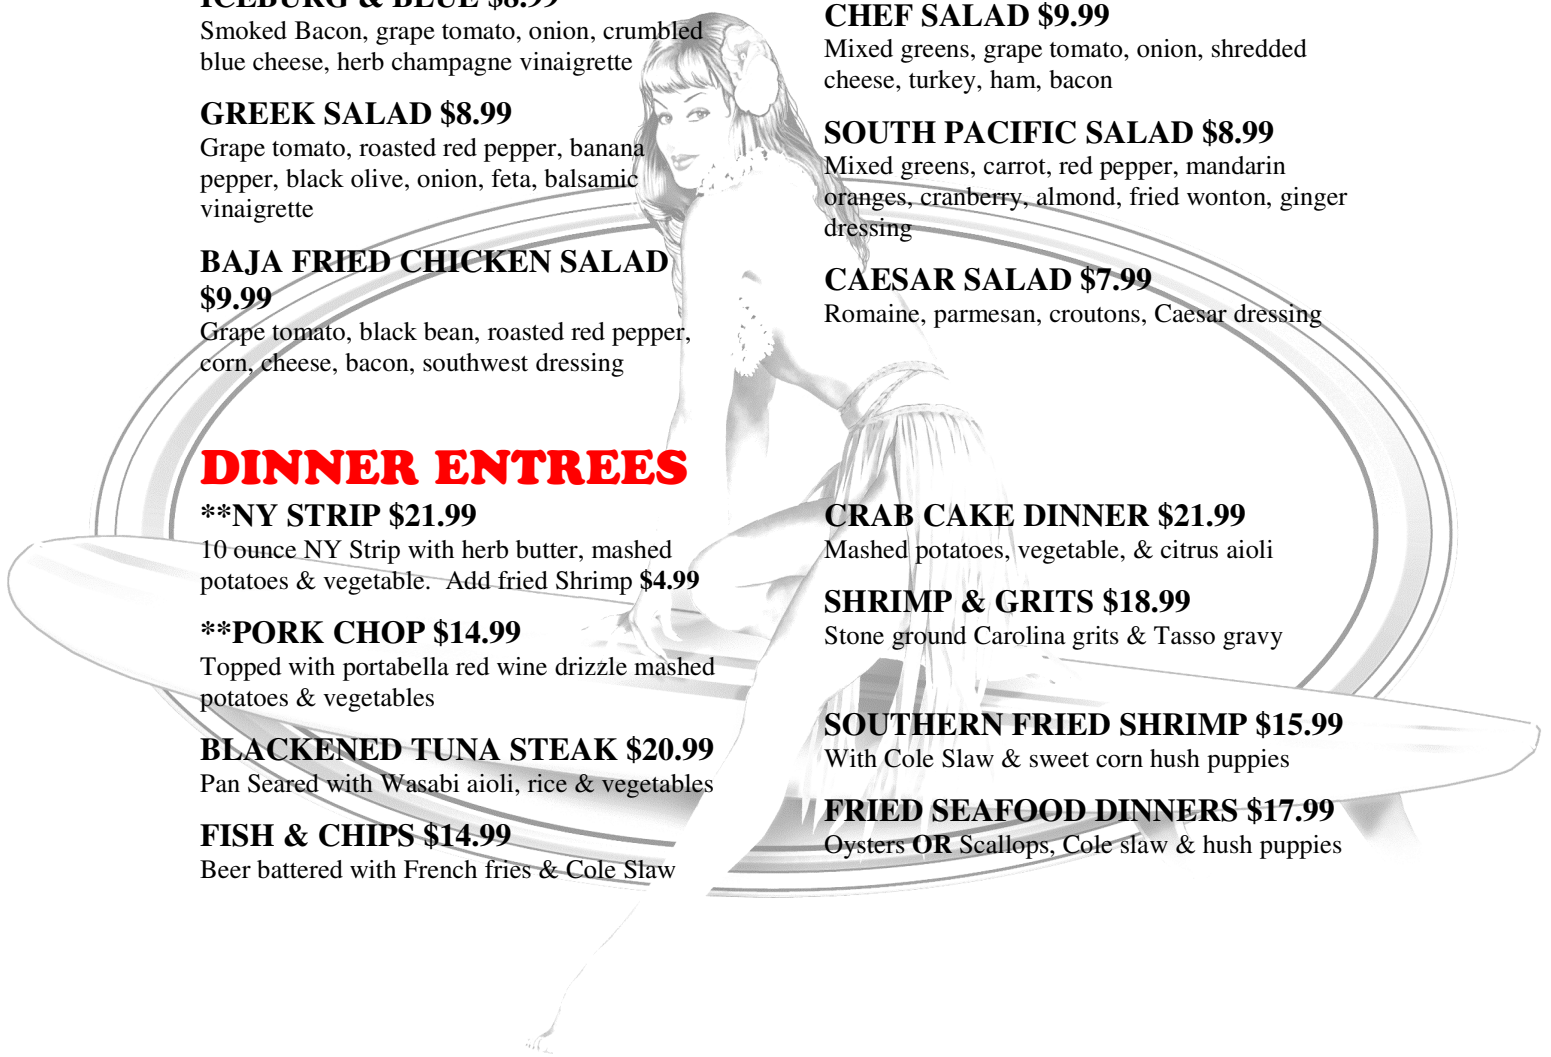 ICEBURG & BLUE $8.99
Smoked Bacon, grape tomato, onion, crumbled
blue cheese, herb champagne vinaigrette
GREEK SALAD $8.99
Grape tomato, roasted red pepper, banana
pepper, black olive, onion, feta, balsamic
vinaigrette
BAJA FRIED CHICKEN SALAD
$9.99
Grape tomato, black bean, roasted red pepper,
corn, cheese, bacon, southwest dressing
CHEF SALAD $9.99
Mixed greens, grape tomato, onion, shredded
cheese, turkey, ham, bacon
SOUTH PACIFIC SALAD $8.99
Mixed greens, carrot, red pepper, mandarin
oranges, cranberry, almond, fried wonton, ginger
dressing
CAESAR SALAD $7.99
Romaine, parmesan, croutons, Caesar dressing
DINNER ENTREES
**NY STRIP $21.99
10 ounce NY Strip with herb butter, mashed
potatoes & vegetable.  Add fried Shrimp $4.99
**PORK CHOP $14.99
Topped with portabella red wine drizzle mashed
potatoes & vegetables
BLACKENED TUNA STEAK $20.99
Pan Seared with Wasabi aioli, rice & vegetables
FISH & CHIPS $14.99
Beer battered with French fries & Cole Slaw
CRAB CAKE DINNER $21.99
Mashed potatoes, vegetable, & citrus aioli
SHRIMP & GRITS $18.99
Stone ground Carolina grits & Tasso gravy
SOUTHERN FRIED SHRIMP $15.99
With Cole Slaw & sweet corn hush puppies
FRIED SEAFOOD DINNERS $17.99
Oysters OR Scallops, Cole slaw & hush puppies